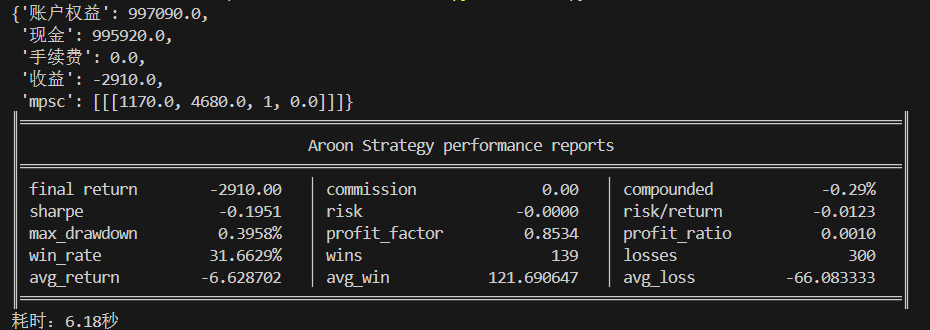 {'账户权益': 997090.0,
'现金': 995920.0,
'手续费': 0.0,
'收益': -2910.0,
'mpsc': [[[1170.0, 4680.0, 1, 0.0]]]}
Aroon Strategy performance reports
final return -2910.00 commission 0.00 compounded -0.29%
sharpe -0.1951 risk -0.0000 risk/return -0.0123
max_drawdown 0.3958% profit_factor 0.8534 profit_ratio 0.0010
win_rate 31.6629% wins 139 losses 300
avg_return -6.628702 avg_win 121.690647 avg_loss -66.083333
耗时: 6.18秒